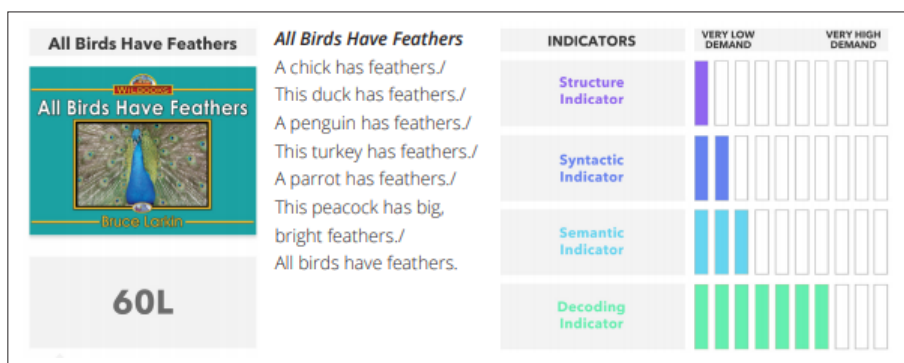 All Birds Have Feathers
WILDBOOKS
All Birds Have Feathers
Bruce Larkin
60L
All Birds Have Feathers
A chick has feathers./
This duck has feathers./
A penguin has feathers./
This turkey has feathers./
A parrot has feathers./
This peacock has big,
bright feathers./
All birds have feathers.
INDICATORS
VERY LOW
DEMAND
VERY HIGH
DEMAND
Structure
Indicator
Syntactic
Indicator
Semantic
Indicator
Decoding
Indicator